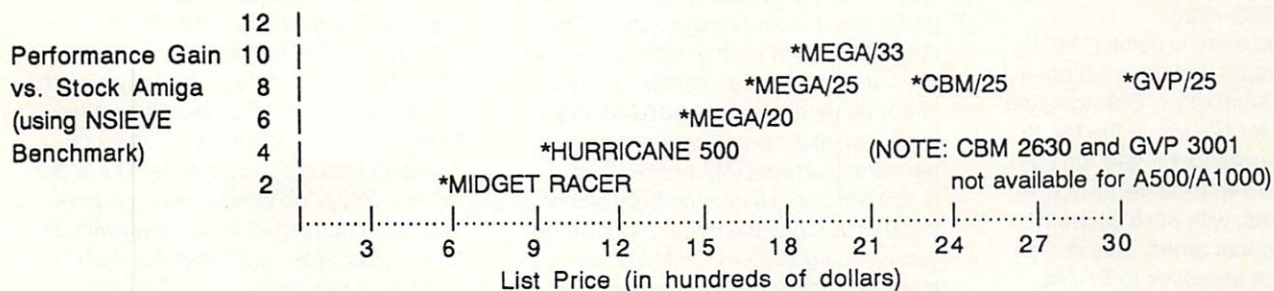 12
Performance Gain 10 *MEGA/33
vs. Stock Amiga 8 *MEGA/25 *CBM/25 *GVP/25
(using NSIEVE 6 *MEGA/20
Benchmark) 4 *HURRICANE 500 (NOTE: CBM 2630 and GVP 3001
2 *MIDGET RACER not available for A500/A1000)
3 6 9 12 15 18 21 24 27 30
List Price (in hundreds of dollars)